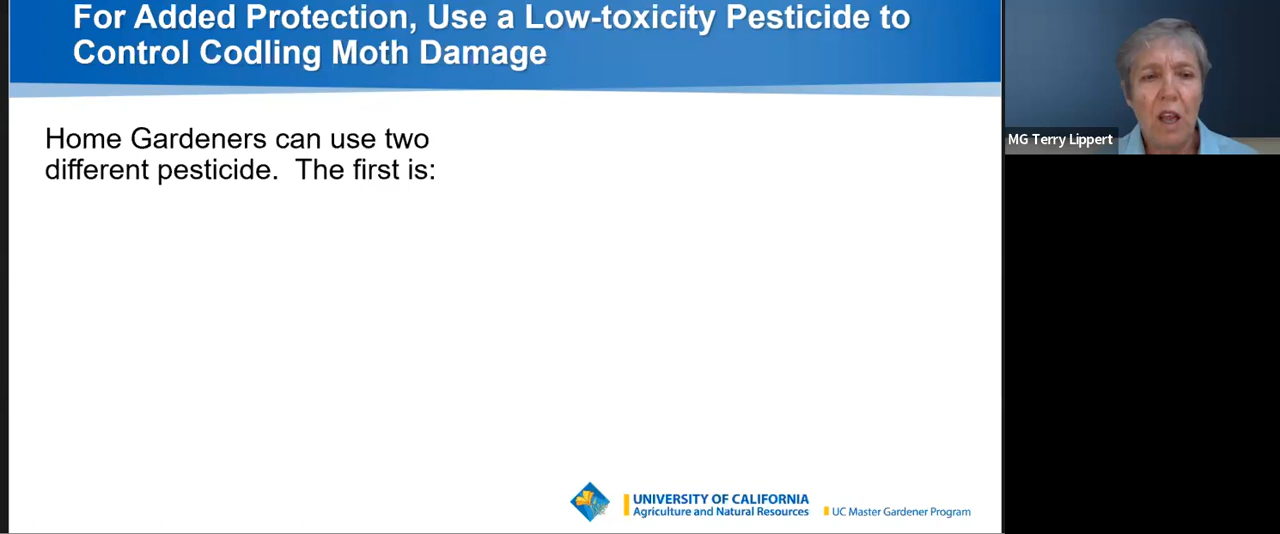 For Added Protection, Use a Low-toxicity Pesticide to
Control Codling Moth Damage
MG Terry Lippert
Home Gardeners can use two
different pesticide.  The first is:
UNIVERSITY OF CALIFORNIA
Agriculture and Natural Resources
UC Master Gardener Program